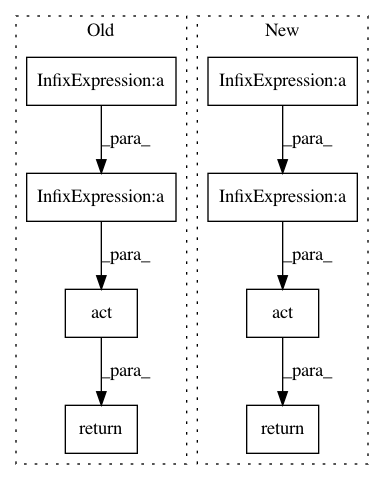 Old
New
InfixExpression:a
InfixExpression:a
_para_
_para_
InfixExpression:a
InfixExpression:a
_para_
_para_
act
act
_para_
_para_
return
return